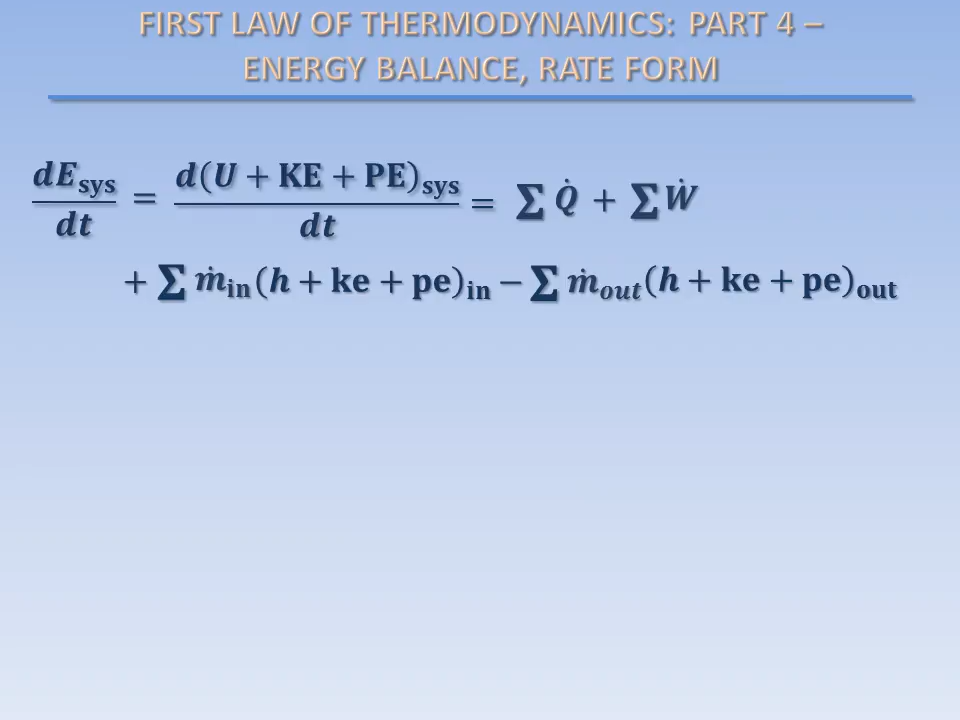 FIRST LAW OF THERMODYNAMICS: PART 4 –
ENERGY BALANCE, RATE FORM
dE_sys/dt = d(U + KE + PE)_sys/dt = ∑ Q̇ + ∑ Ẇ
+ ∑ ṁ_in (h + ke + pe)_in − ∑ ṁ_out (h + ke + pe)_out